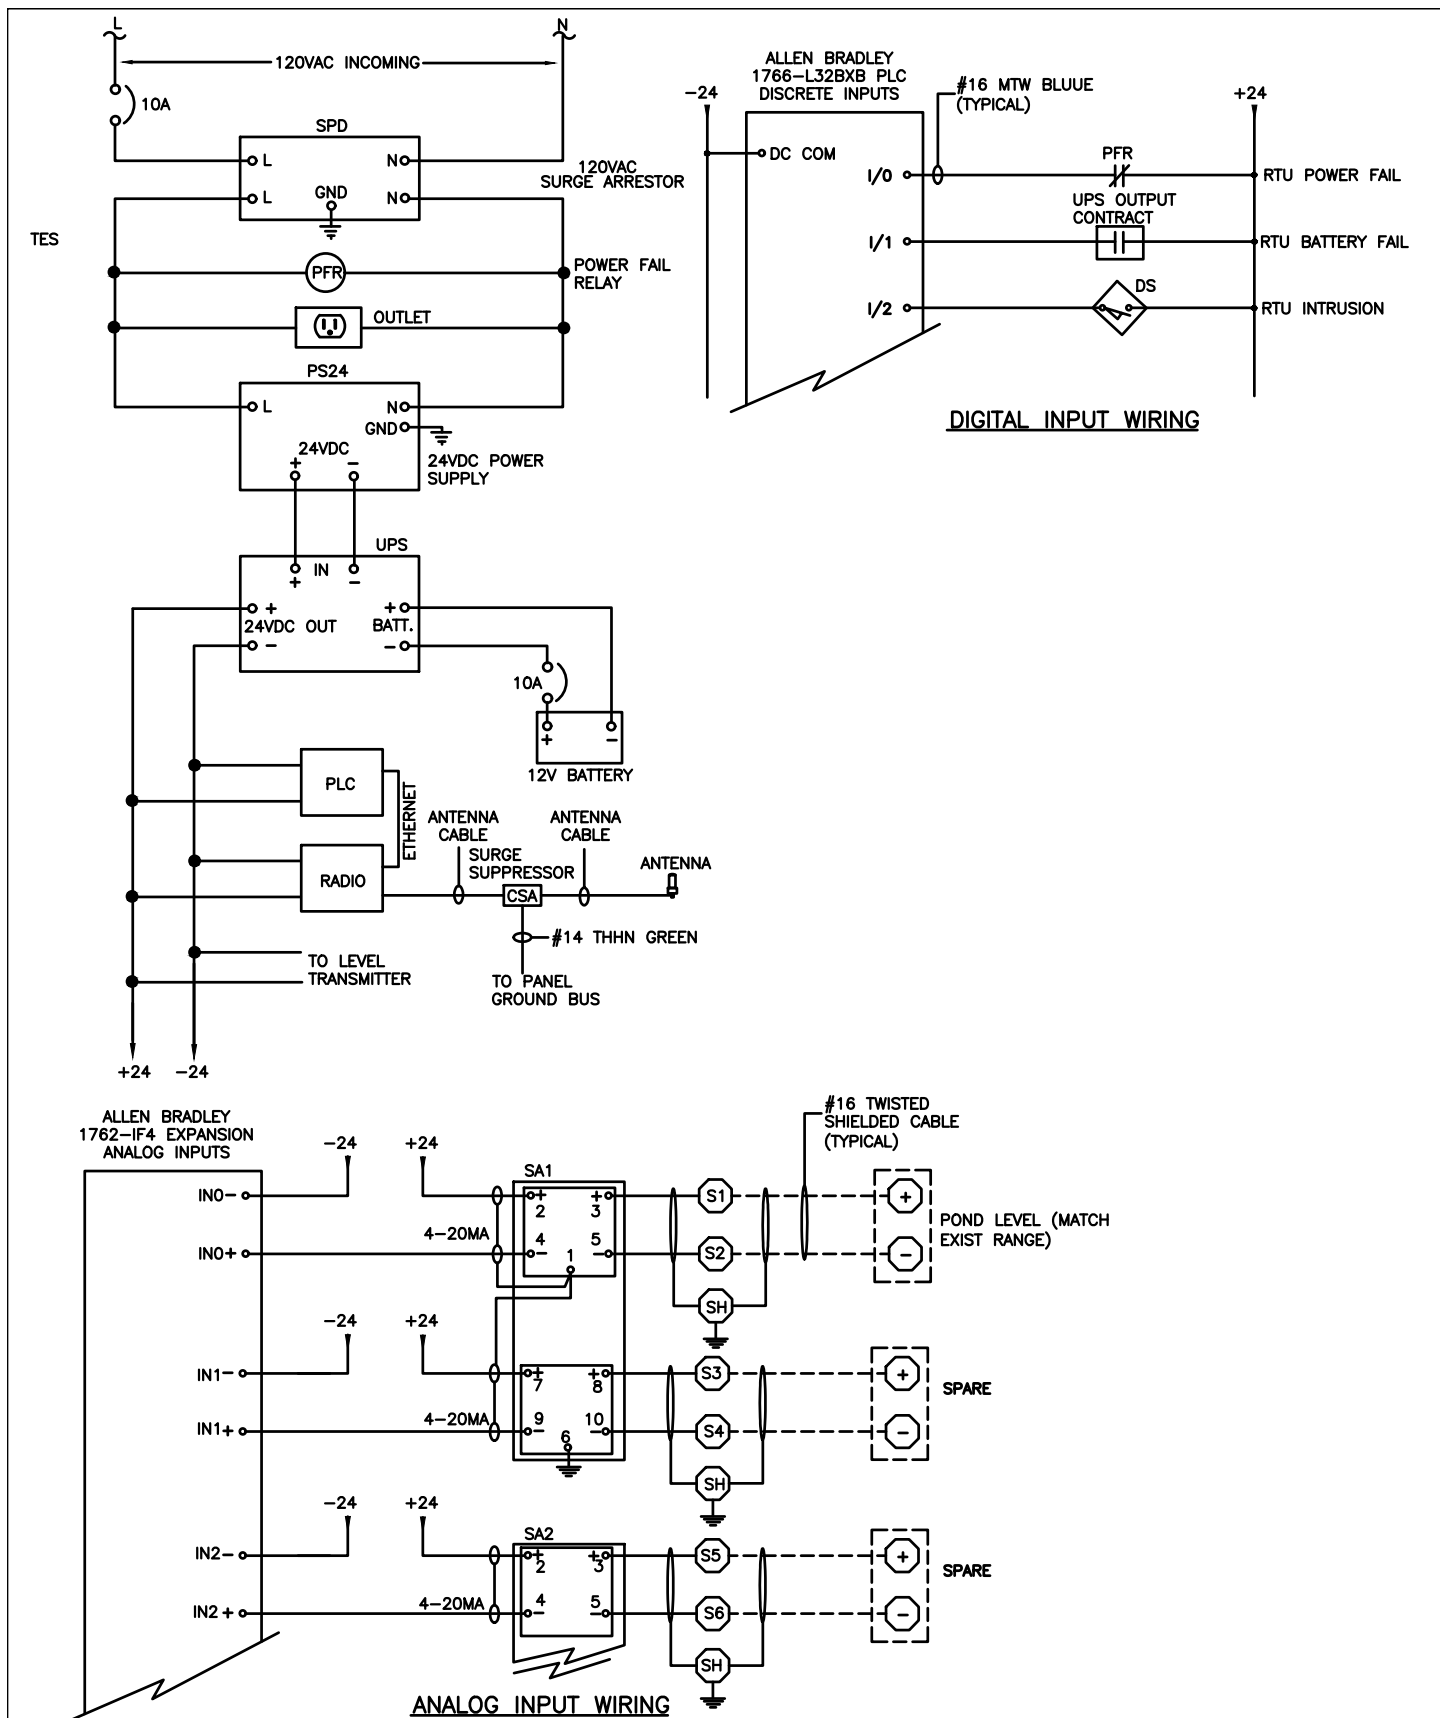 L
N
120VAC INCOMING
10A
SPD
L
N
120VAC
SURGE ARRESTOR
L
GND
N
TES
PFR
POWER FAIL
RELAY
OUTLET
PS24
L
N
GND
24VDC
+ −
24VDC POWER
SUPPLY
UPS
IN
+ −
+
24VDC OUT
−
+
BATT.
−
10A
+ −
12V BATTERY
PLC
ETHERNET
RADIO
ANTENNA
CABLE
SURGE
SUPPRESSOR
CSA
ANTENNA
CABLE
ANTENNA
#14 THHN GREEN
TO PANEL
GROUND BUS
TO LEVEL
TRANSMITTER
+24 −24
ALLEN BRADLEY
1766−L32BXB PLC
DISCRETE INPUTS
−24
#16 MTW BLUUE
(TYPICAL)
+24
DC COM
I/0
PFR
RTU POWER FAIL
UPS OUTPUT
CONTRACT
I/1
RTU BATTERY FAIL
I/2
DS
RTU INTRUSION
DIGITAL INPUT WIRING
ALLEN BRADLEY
1762−IF4 EXPANSION
ANALOG INPUTS
−24 +24
SA1
#16 TWISTED
SHIELDED CABLE
(TYPICAL)
IN0−
+ +
2 3
S1
+
4−20MA
POND LEVEL (MATCH
EXIST RANGE)
IN0+
4 1 5
− −
S2
−
SH
−24 +24
IN1−
+ +
7 8
S3
+
SPARE
4−20MA
IN1+
9 10
− 6 −
S4
−
SH
−24 +24
SA2
IN2−
+ +
2 3
S5
+
SPARE
4−20MA
IN2+
4 5
− −
S6
−
SH
ANALOG INPUT WIRING